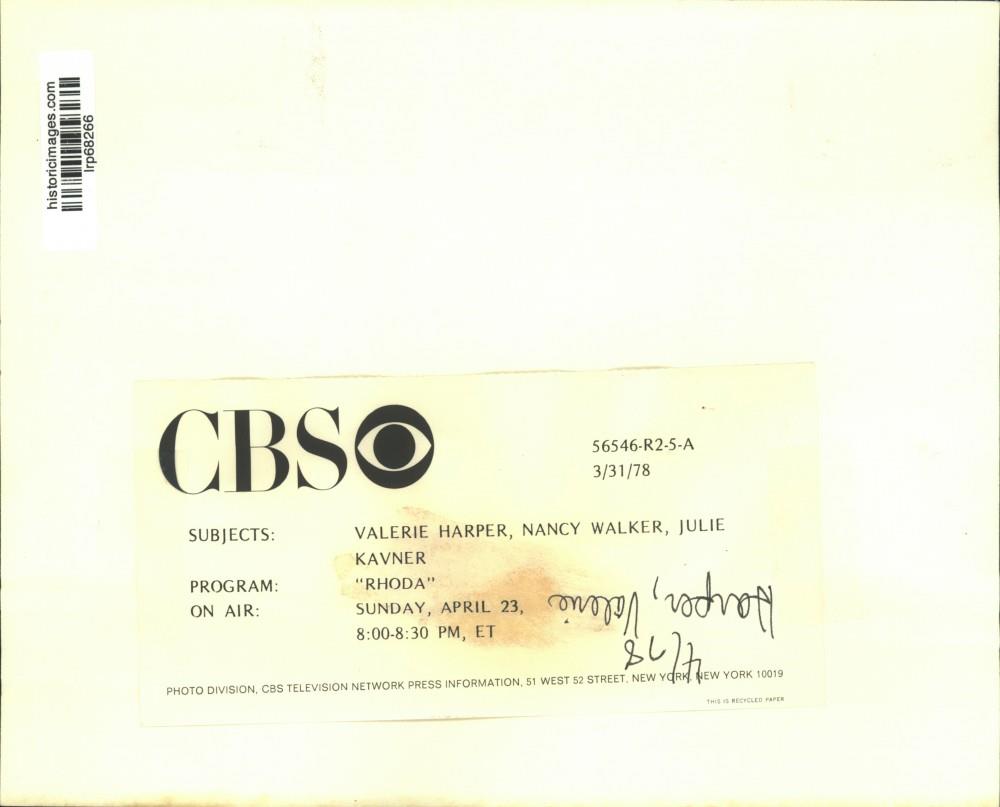 historicimages.com
lrp68266
CBS
56546-R2-5-A
3/31/78
SUBJECTS: VALERIE HARPER, NANCY WALKER, JULIE
KAVNER
PROGRAM: "RHODA"
ON AIR: SUNDAY, APRIL 23,
8:00-8:30 PM, ET
Harper, Valerie
4/78
PHOTO DIVISION, CBS TELEVISION NETWORK PRESS INFORMATION, 51 WEST 52 STREET, NEW YORK, NEW YORK 10019
THIS IS RECYCLED PAPER